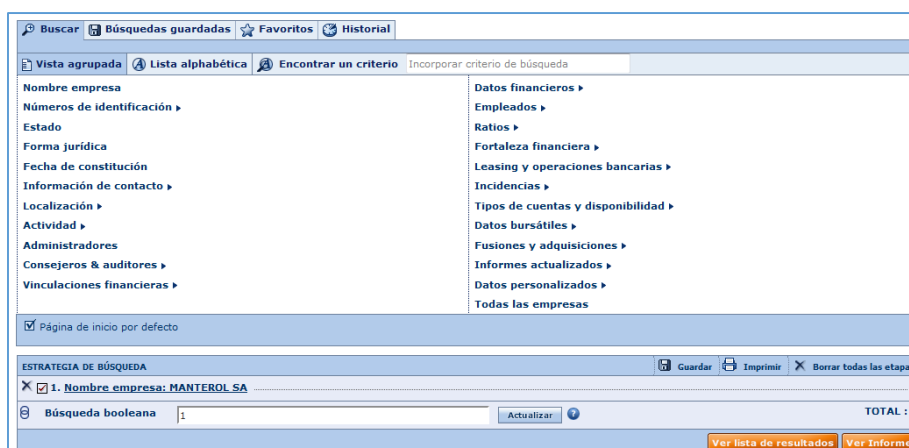 Buscar Búsquedas guardadas Favoritos Historial
Vista agrupada Lista alphabética Encontrar un criterio Incorporar criterio de búsqueda
Nombre empresa
Números de identificación
Estado
Forma jurídica
Fecha de constitución
Información de contacto
Localización
Actividad
Administradores
Consejeros & auditores
Vinculaciones financieras
Datos financieros
Empleados
Ratios
Fortaleza financiera
Leasing y operaciones bancarias
Incidencias
Tipos de cuentas y disponibilidad
Datos bursátiles
Fusiones y adquisiciones
Informes actualizados
Datos personalizados
Todas las empresas
Página de inicio por defecto
ESTRATEGIA DE BÚSQUEDA Guardar Imprimir Borrar todas las etapa
1. Nombre empresa: MANTEROL SA
Búsqueda booleana 1 Actualizar ? TOTAL :
Ver lista de resultados Ver Inform